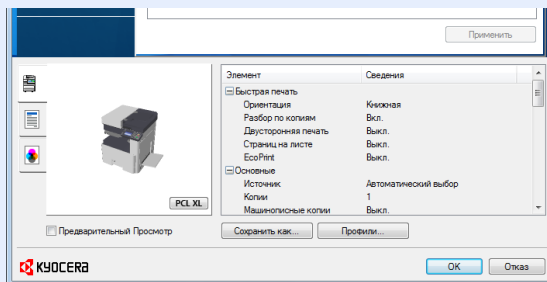 Применить
Элемент Сведения
Быстрая печать
Ориентация Книжная
Разбор по копиям Вкл.
Двусторонняя печать Выкл.
Страниц на листе Выкл.
EcoPrint Выкл.
Основные
Источник Автоматический выбор
Копии 1
Машинописные копии Выкл.
PCL XL
Предварительный Просмотр Сохранить как... Профили...
KYOCERA OK Отказ